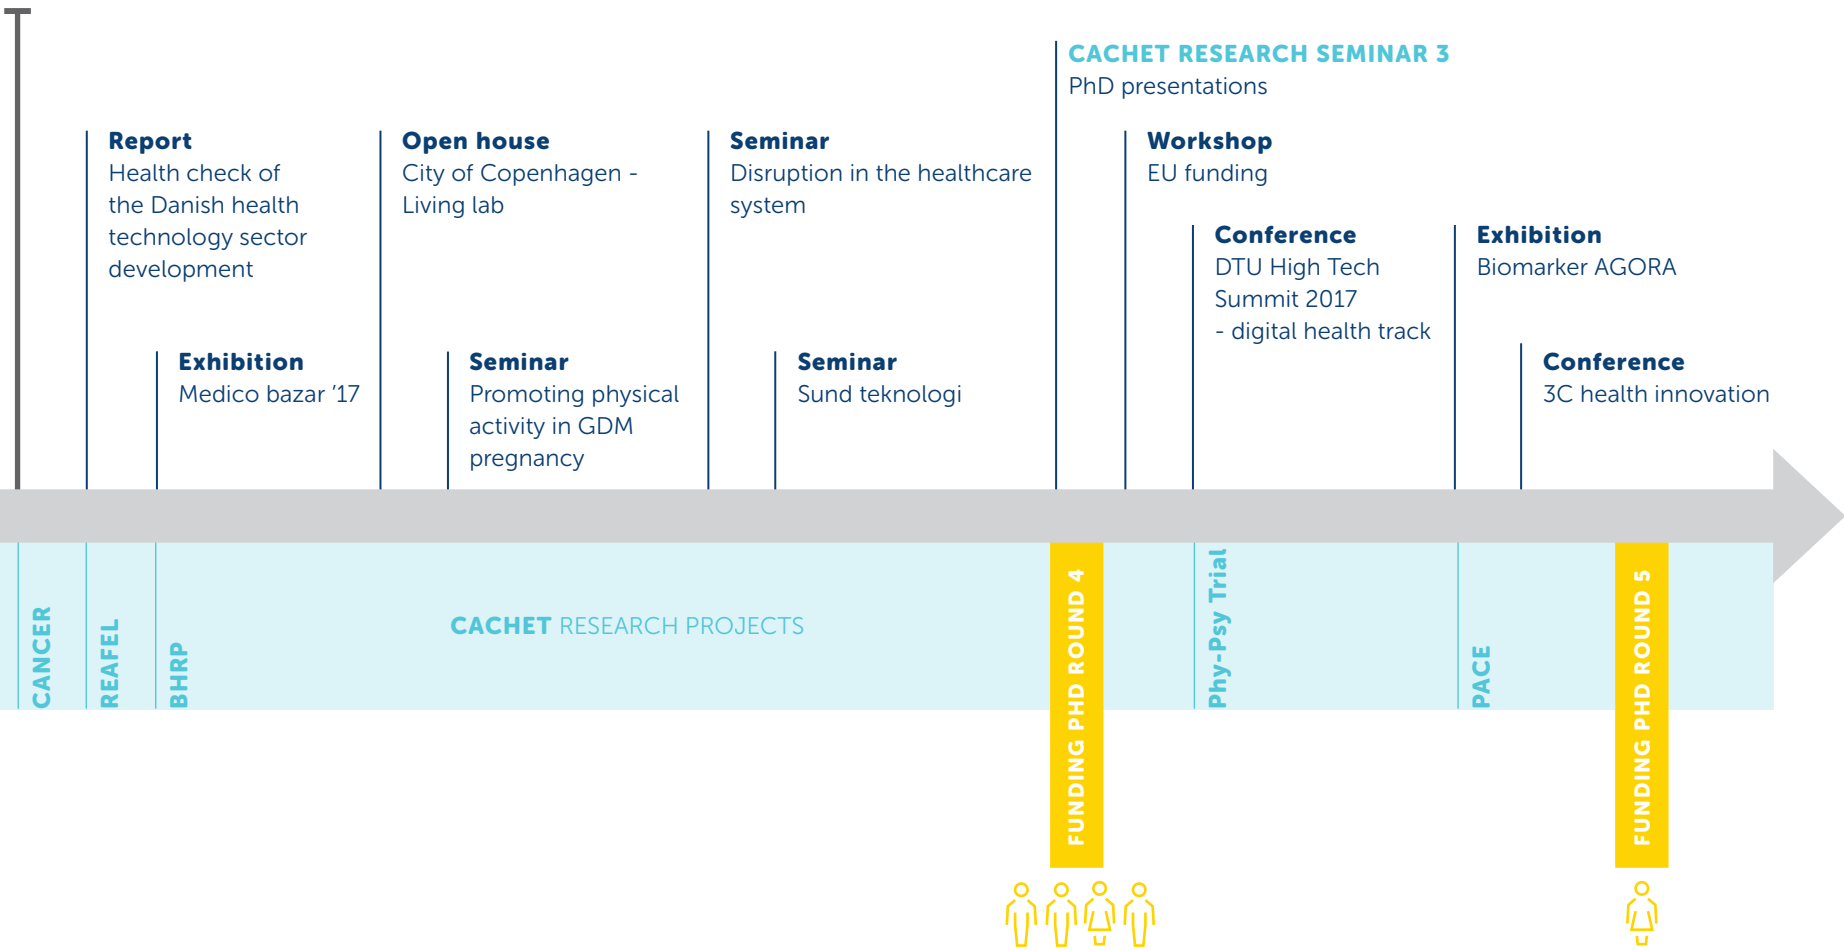 CACHET RESEARCH SEMINAR 3
PhD presentations
Report
Health check of
the Danish health
technology sector
development
Open house
City of Copenhagen -
Living lab
Seminar
Disruption in the healthcare
system
Workshop
EU funding
Conference
DTU High Tech
Summit 2017
- digital health track
Exhibition
Biomarker AGORA
Exhibition
Medico bazar ’17
Seminar
Promoting physical
activity in GDM
pregnancy
Seminar
Sund teknologi
Conference
3C health innovation
CANCER
REAFEL
BHRP
CACHET RESEARCH PROJECTS
FUNDING PHD ROUND 4
Phy-Psy Trial
PACE
FUNDING PHD ROUND 5